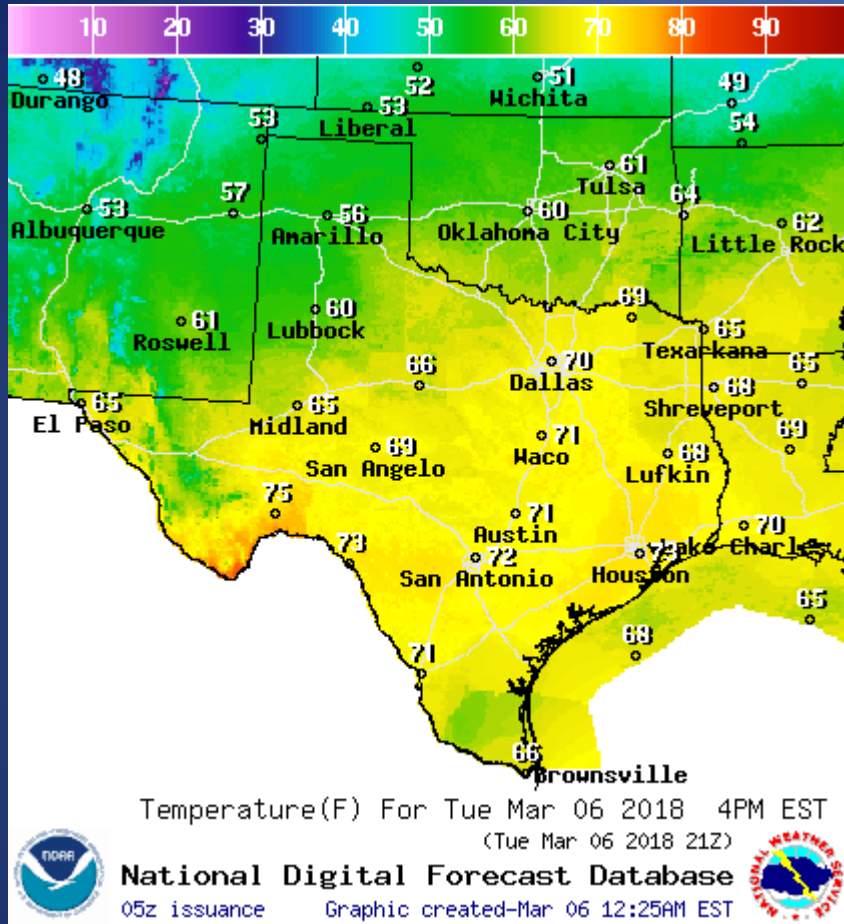 10 20 30 40 50 60 70 80 90
48 52 51 49
Durango Wichita
53 53 54
Liberal
61
Tulsa
53 57 56 60 64 62
Albuquerque Amarillo Oklahoma City Little Rock
61 60 69 65
Roswell Lubbock Texarkana
66 70 68 65
Dallas Shreveport
65 65
El Paso Midland
69 71 68 69
San Angelo Waco Lufkin
75 71 70
Austin
73 72 73 Lake Charles
San Antonio Houston
65
68
71
66
Brownsville
Temperature(F) For Tue Mar 06 2018 4PM EST
(Tue Mar 06 2018 21Z)
National Digital Forecast Database
05z issuance Graphic created-Mar 06 12:25AM EST
noaa
NATIONAL WEATHER SERVICE